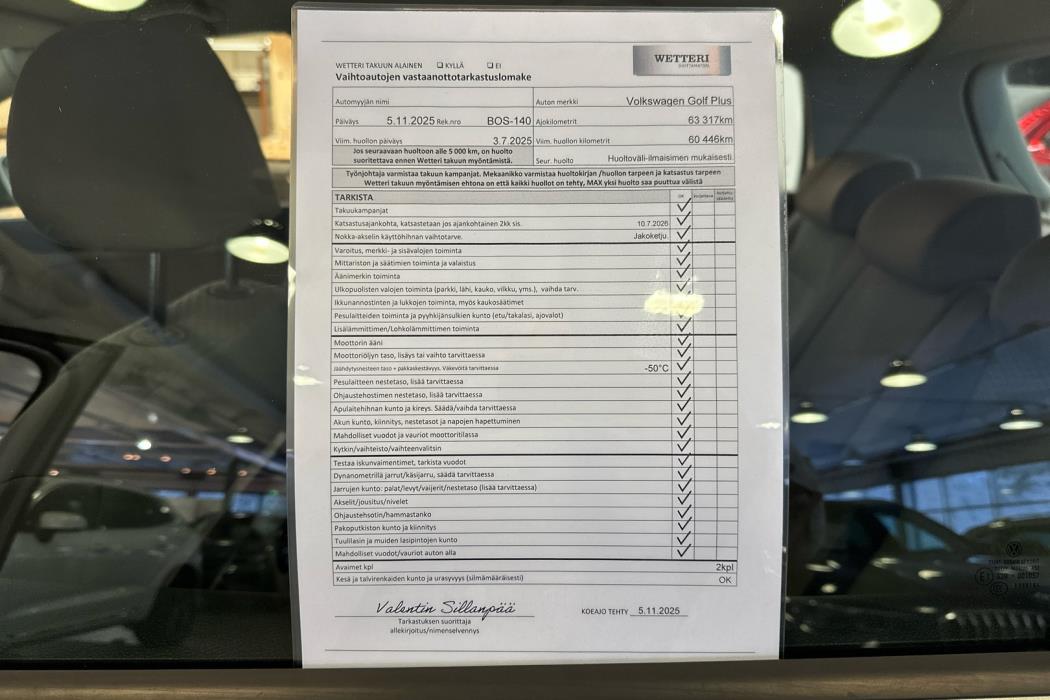 WETTERI TAKUUN ALAINEN ☐ KYLLÄ ☐ EI
WETTERI
Vaihtoautojen vastaanottotarkastuslomake
Automyyjän nimi Auton merkki Volkswagen Golf Plus
Päiväys 5.11.2025 Rek.nro BOS-140 Ajokilometrit 63 317km
Viim. huollon päiväys 3.7.2025 Viim. huollon kilometrit 60 446km
Jos seuraavaan huoltoon alle 5 000 km, on huolto
suoritettava ennen Wetteri takuun myöntämistä.
Seur. huolto Huoltoväli-ilmaisimen mukaisesti
Työnjohtaja varmistaa takuun kampanjat. Mekaanikko varmistaa huoltokirjan /huollon tarpeen ja katsastus tarpeen
Wetteri takuun myöntämisen ehtona on että kaikki huollot on tehty, MAX yksi huolto saa puuttua välistä
TARKISTA OK
Takuukampanjat ✓
Katsastusajankohta, katsastetaan jos ajankohtainen 2kk sis. 10.7.2026 ✓
Nokka-akselin käyttöhihnan vaihtotarve. Jakoketju. ✓
Varoitus, merkki- ja sisävalojen toiminta ✓
Mittariston ja säätimien toiminta ja valaistus ✓
Äänimerkin toiminta ✓
Ulkopuolisten valojen toiminta (parkki, lähi, kauko, vilkku, yms.), vaihda tarv. ✓
Ikkunannostinten ja lukkojen toiminta, myös kaukosäätimet
Pesulaitteiden toiminta ja pyyhkijänsulkien kunto (etu/takalasi, ajovalot) ✓
Lisälämmittimen/Lohkolämmittimen toiminta ✓
Moottorin ääni ✓
Moottoriöljyn taso, lisäys tai vaihto tarvittaessa ✓
Jäähdytysnesteen taso + pakkaskestävyys. Väkevöitä tarvittaessa -50°C ✓
Pesulaitteen nestetaso, lisää tarvittaessa ✓
Ohjaustehostimen nestetaso, lisää tarvittaessa ✓
Apulaitehihnan kunto ja kireys. Säädä/vaihda tarvittaessa ✓
Akun kunto, kiinnitys, nestetasot ja napojen hapettuminen ✓
Mahdolliset vuodot ja vauriot moottoritilassa ✓
Kytkin/vaihteisto/vaihteenvalitsin ✓
Testaa iskunvaimentimet, tarkista vuodot ✓
Dynanometrillä jarrut/käsijarru, säädä tarvittaessa ✓
Jarrujen kunto: palat/levyt/vaijerit/nestetaso (lisää tarvittaessa) ✓
Akselit/jousitus/nivelet ✓
Ohjaustehsotin/hammastanko ✓
Pakoputkiston kunto ja kiinnitys ✓
Tuulilasin ja muiden lasipintojen kunto ✓
Mahdolliset vuodot/vauriot auton alla ✓
Avaimet kpl 2kpl
Kesä ja talvirenkaiden kunto ja urasyvyys (silmämääräisesti) OK
Valentin Sillanpää
KOEAJO TEHTY 5.11.2025
Tarkastuksen suorittaja
allekirjoitus/nimenselvennys